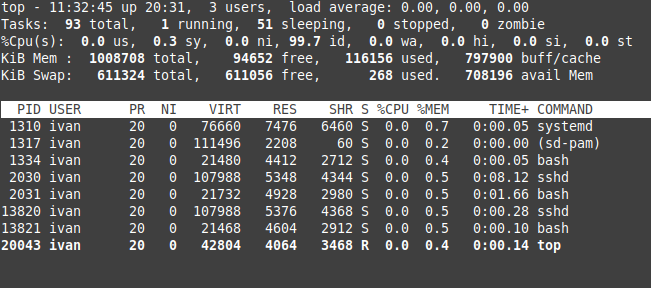 top - 11:32:45 up 20:31,  3 users,  load average: 0.00, 0.00, 0.00
Tasks:  93 total,   1 running,  51 sleeping,   0 stopped,   0 zombie
%Cpu(s):  0.0 us,  0.3 sy,  0.0 ni, 99.7 id,  0.0 wa,  0.0 hi,  0.0 si,  0.0 st
KiB Mem :  1008708 total,    94652 free,   116156 used,   797900 buff/cache
KiB Swap:   611324 total,   611056 free,      268 used.   708196 avail Mem
  PID USER      PR  NI    VIRT    RES    SHR S %CPU %MEM     TIME+ COMMAND
 1310 ivan      20   0   76660   7476   6460 S  0.0  0.7   0:00.05 systemd
 1317 ivan      20   0  111496   2208     60 S  0.0  0.2   0:00.00 (sd-pam)
 1334 ivan      20   0   21480   4412   2712 S  0.0  0.4   0:00.05 bash
 2030 ivan      20   0  107988   5348   4344 S  0.0  0.5   0:08.12 sshd
 2031 ivan      20   0   21732   4928   2980 S  0.0  0.5   0:01.66 bash
13820 ivan      20   0  107988   5376   4368 S  0.0  0.5   0:00.28 sshd
13821 ivan      20   0   21468   4604   2912 S  0.0  0.5   0:00.10 bash
20043 ivan      20   0   42804   4064   3468 R  0.0  0.4   0:00.14 top